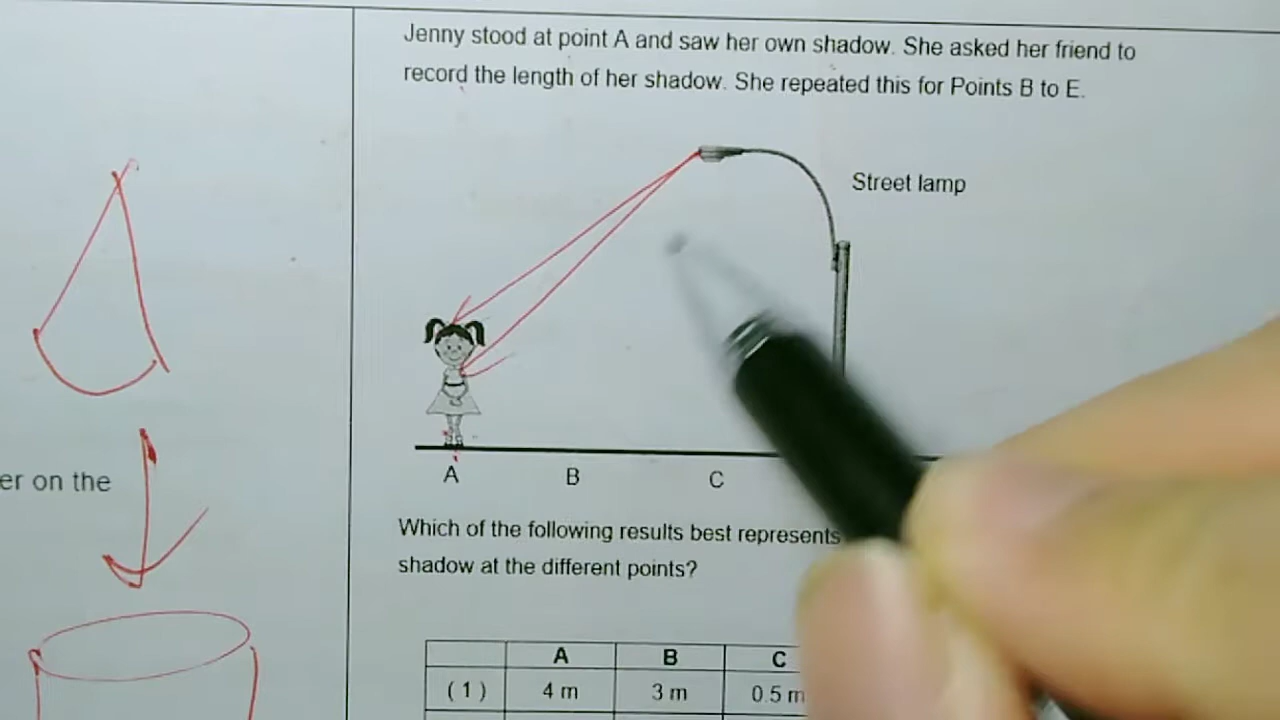 Jenny stood at point A and saw her own shadow. She asked her friend to
record the length of her shadow. She repeated this for Points B to E.
Street lamp
A B C
er on the
Which of the following results best represents
shadow at the different points?
A B C
(1) 4 m 3 m 0.5 m